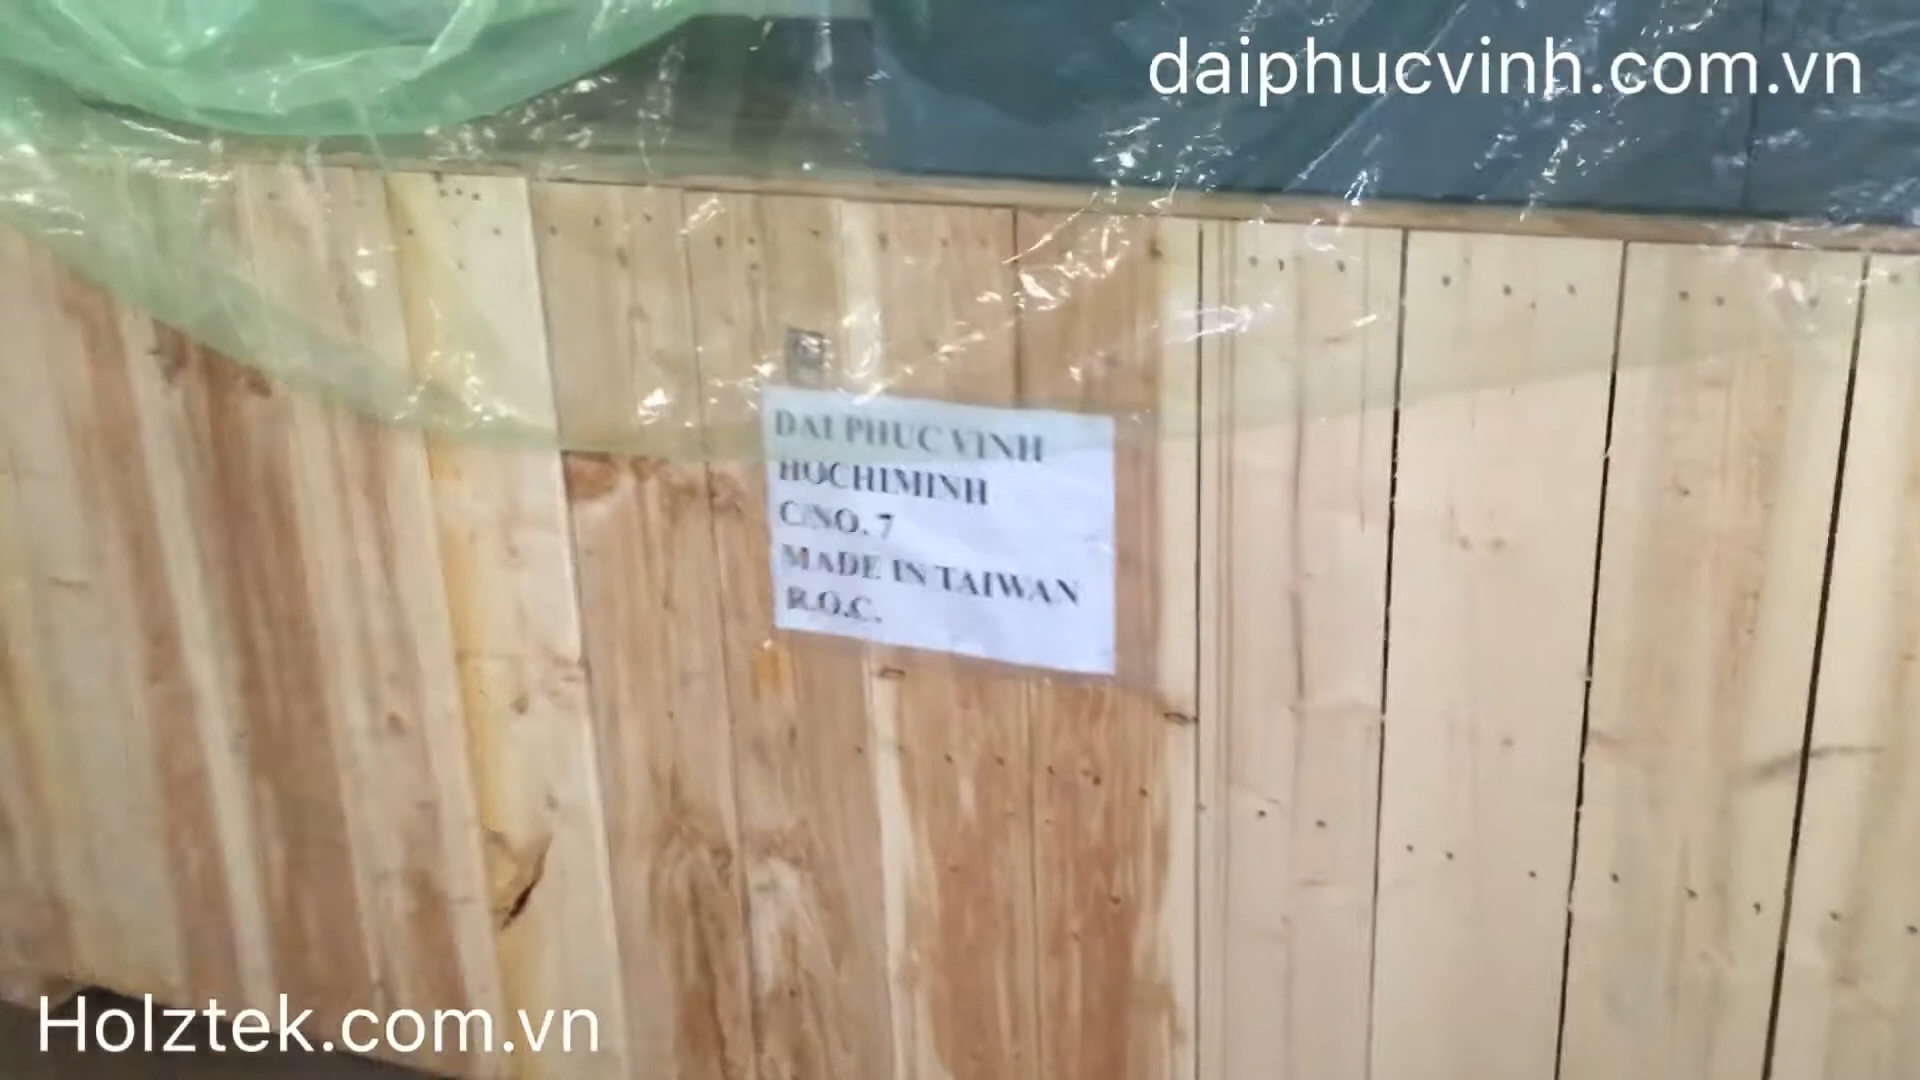 daiphucvinh.com.vn
DAI PHUC VINH
HOCHIMINH
C/NO. 7
MADE IN TAIWAN
R.O.C.
Holztek.com.vn